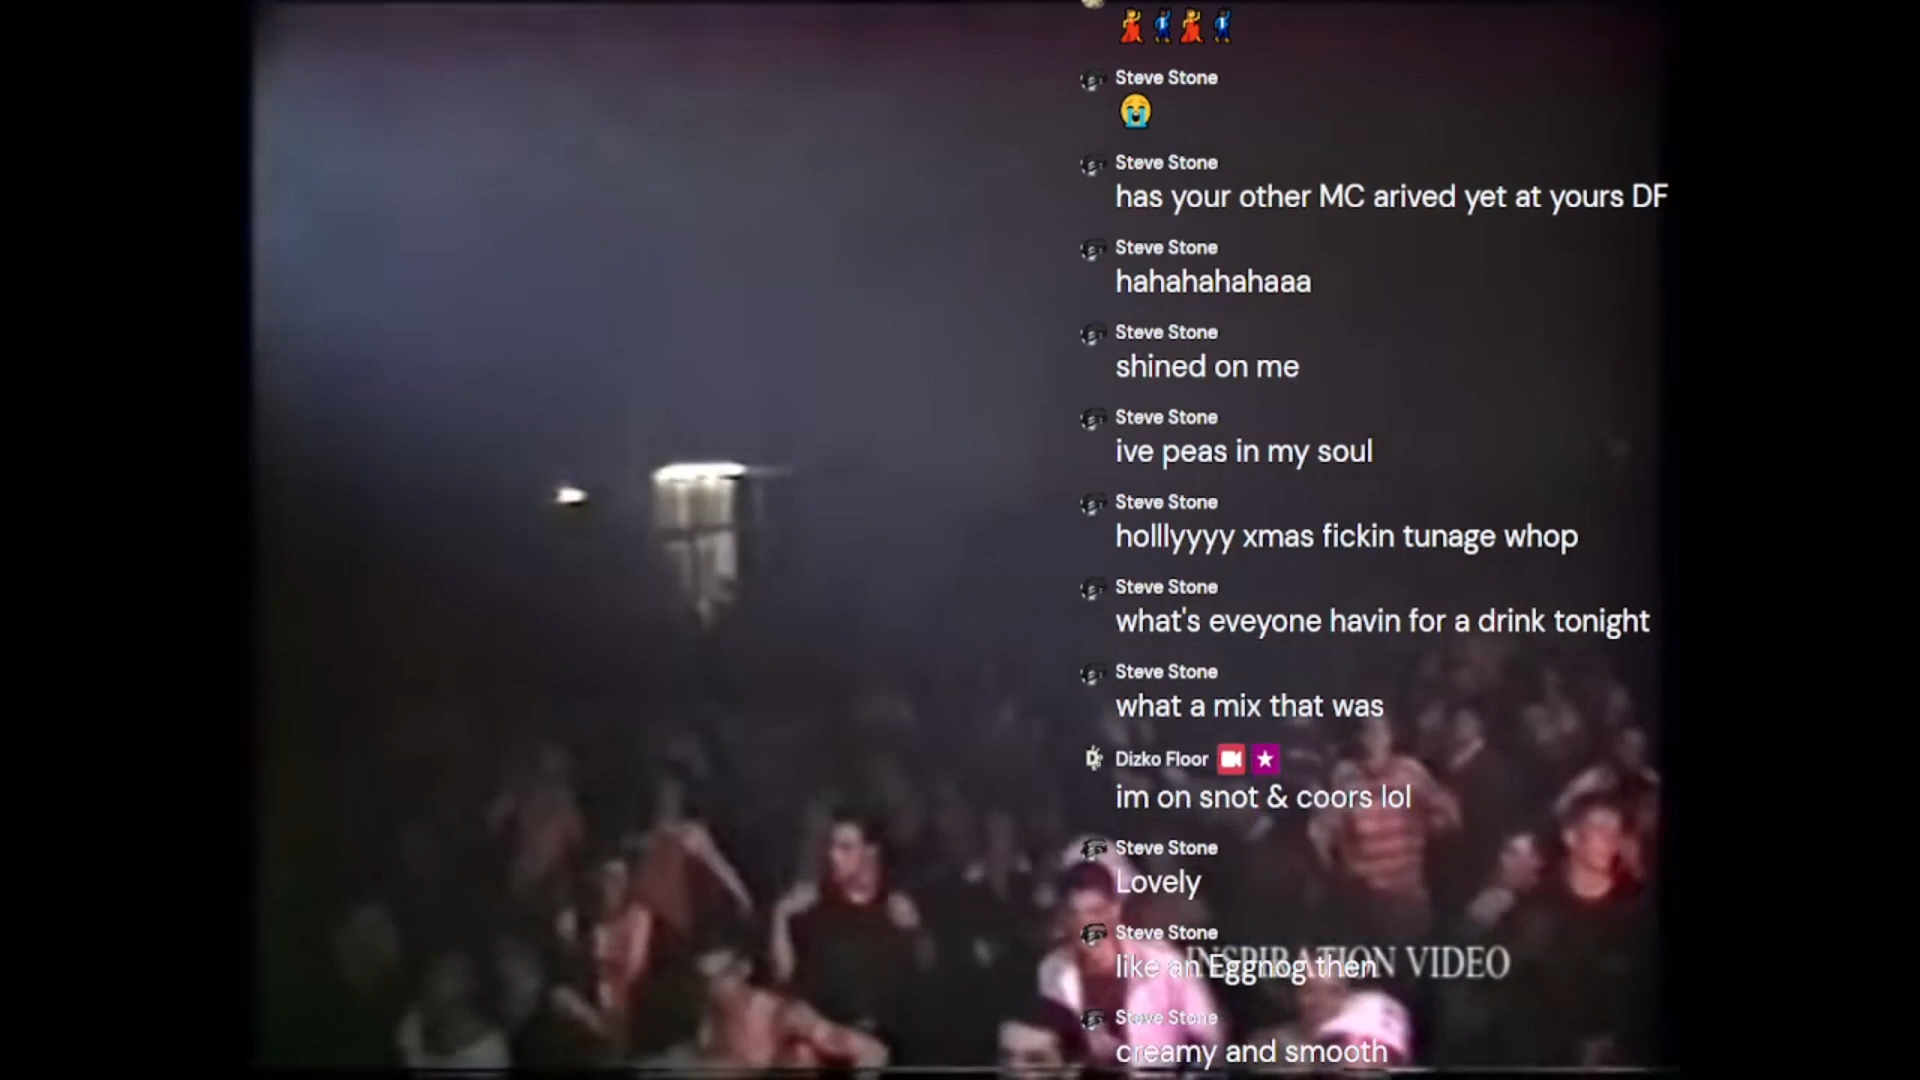 Steve Stone
Steve Stone
has your other MC arived yet at yours DF
Steve Stone
hahahahahaaa
Steve Stone
shined on me
Steve Stone
ive peas in my soul
Steve Stone
holllyyyy xmas fickin tunage whop
Steve Stone
what's eveyone havin for a drink tonight
Steve Stone
what a mix that was
Dizko Floor
im on snot & coors lol
Steve Stone
Lovely
Steve Stone
like an Eggnog then
INSPIRATION VIDEO
Steve Stone
creamy and smooth